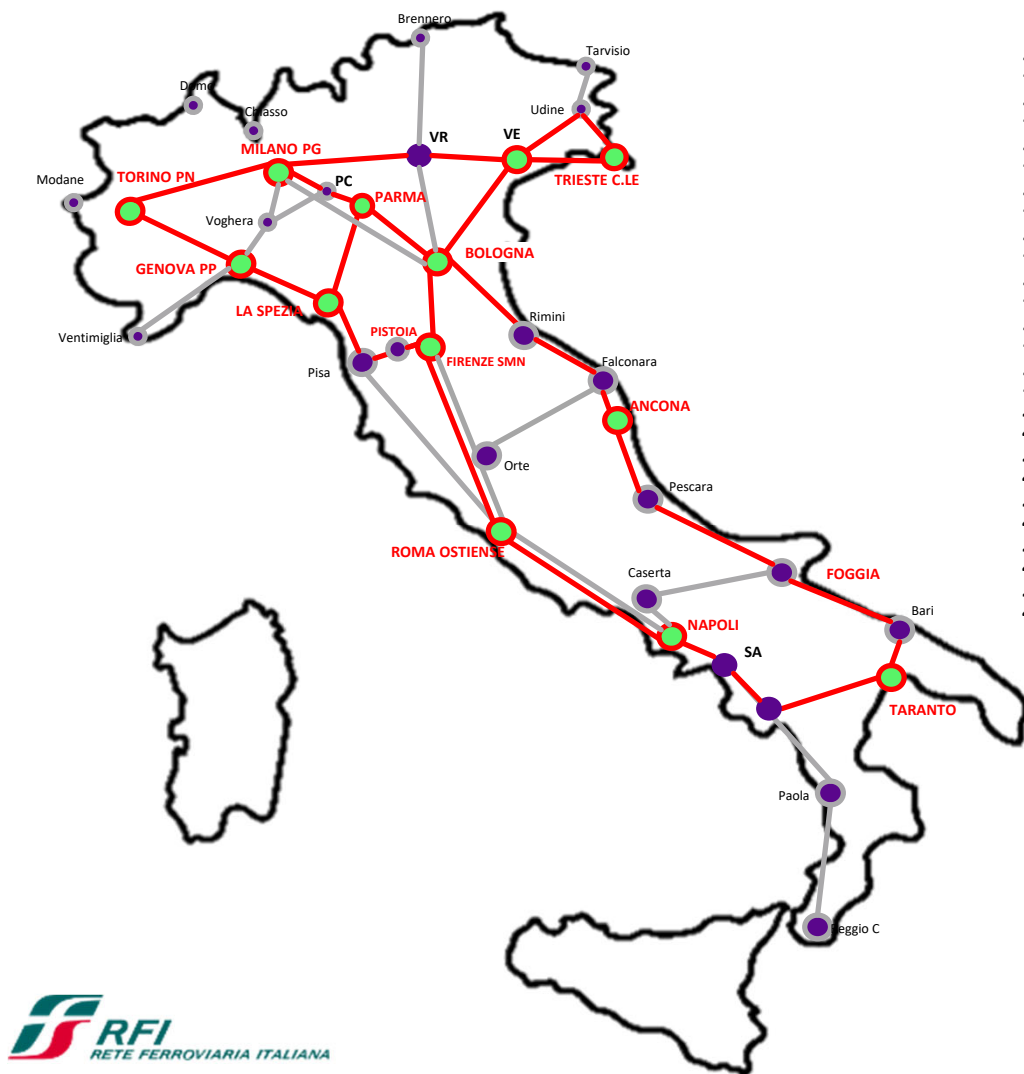 Brennero
Tarvisio
Domo
Udine
Chiasso
VR
VE
MILANO PG
TRIESTE C.LE
Modane
TORINO PN
PC
PARMA
Voghera
BOLOGNA
GENOVA PP
LA SPEZIA
Rimini
PISTOIA
Ventimiglia
FIRENZE SMN
Pisa
Falconara
ANCONA
Orte
Pescara
ROMA OSTIENSE
Caserta
FOGGIA
Bari
NAPOLI
SA
TARANTO
Paola
Reggio C
RFI
RETE FERROVIARIA ITALIANA